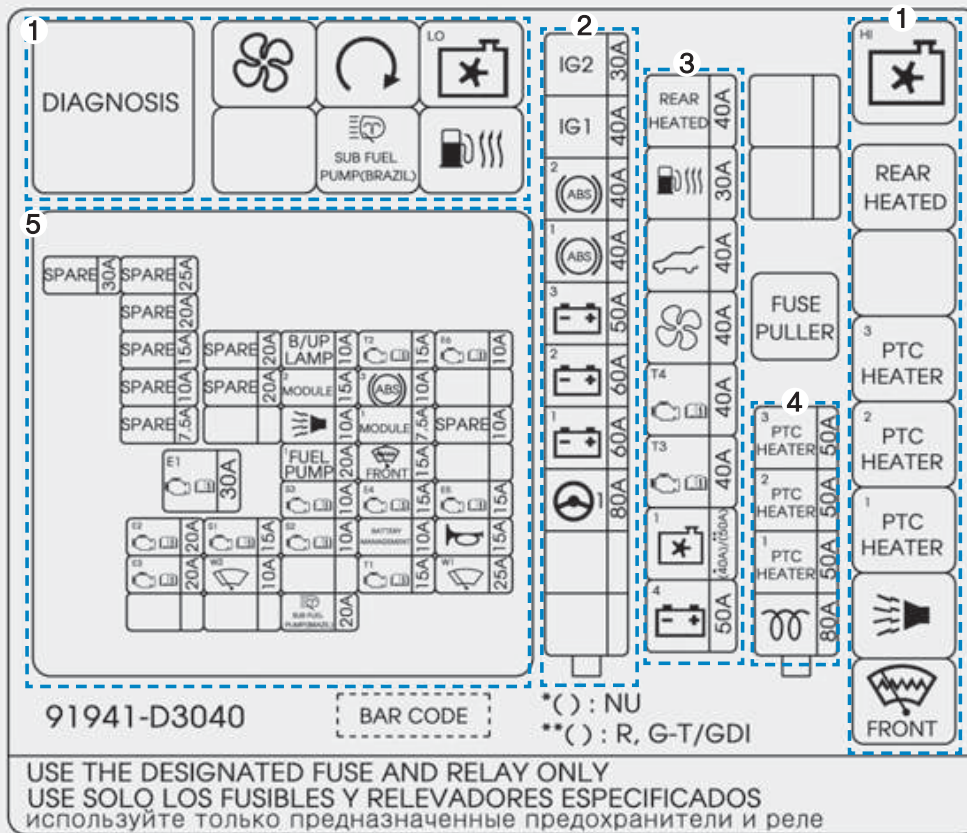 1
DIAGNOSIS
LO
SUB FUEL
PUMP(BRAZIL)
2
IG2 30A
IG1 40A
2 (ABS) 40A
1 (ABS) 40A
3 - + 50A
2 - + 60A
1 - + 60A
1 80A
3
REAR
HEATED 40A
30A
40A
40A
T4 40A
T3 40A
1 *(40A)/**(50A)
4 - + 50A
FUSE
PULLER
4
3 PTC
HEATER 50A
2 PTC
HEATER 50A
1 PTC
HEATER 50A
80A
1
HI
REAR
HEATED
3
PTC
HEATER
2
PTC
HEATER
1
PTC
HEATER
FRONT
5
SPARE 30A SPARE 25A
SPARE 20A
SPARE 15A SPARE 20A B/UP
LAMP 10A T2 15A E6 10A
SPARE 10A SPARE 20A 2 MODULE 15A 3 (ABS) 10A
SPARE 7.5A 10A 1 MODULE 7.5A SPARE 10A
E1 30A 1 FUEL
PUMP 20A FRONT 15A
S3 10A E4 15A E5 15A
E2 20A S1 15A S2 10A BATTERY
MANAGEMENT 10A 15A
E3 20A W2 10A T1 15A W1 25A
SUB FUEL
PUMP(BRAZIL) 20A
91941-D3040
BAR CODE
*( ) : NU
**( ) : R, G-T/GDI
USE THE DESIGNATED FUSE AND RELAY ONLY
USE SOLO LOS FUSIBLES Y RELEVADORES ESPECIFICADOS
используйте только предназначенные предохранители и реле